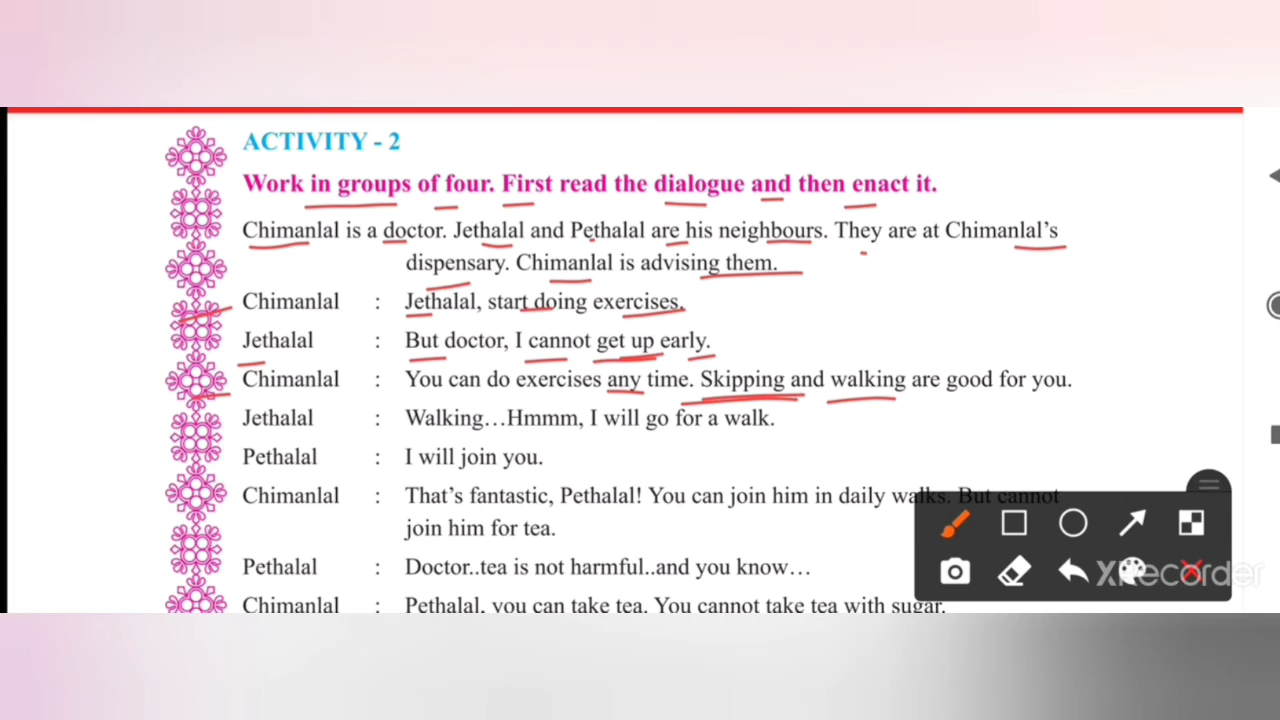 ACTIVITY - 2
Work in groups of four. First read the dialogue and then enact it.
Chimanlal is a doctor. Jethalal and Pethalal are his neighbours. They are at Chimanlal's
dispensary. Chimanlal is advising them.
Chimanlal : Jethalal, start doing exercises.
Jethalal : But doctor, I cannot get up early.
Chimanlal : You can do exercises any time. Skipping and walking are good for you.
Jethalal : Walking…Hmmm, I will go for a walk.
Pethalal : I will join you.
Chimanlal : That's fantastic, Pethalal! You can join him in daily walks. But cannot
join him for tea.
Pethalal : Doctor..tea is not harmful..and you know…
Chimanlal : Pethalal, you can take tea. You cannot take tea with sugar.
XRecorder